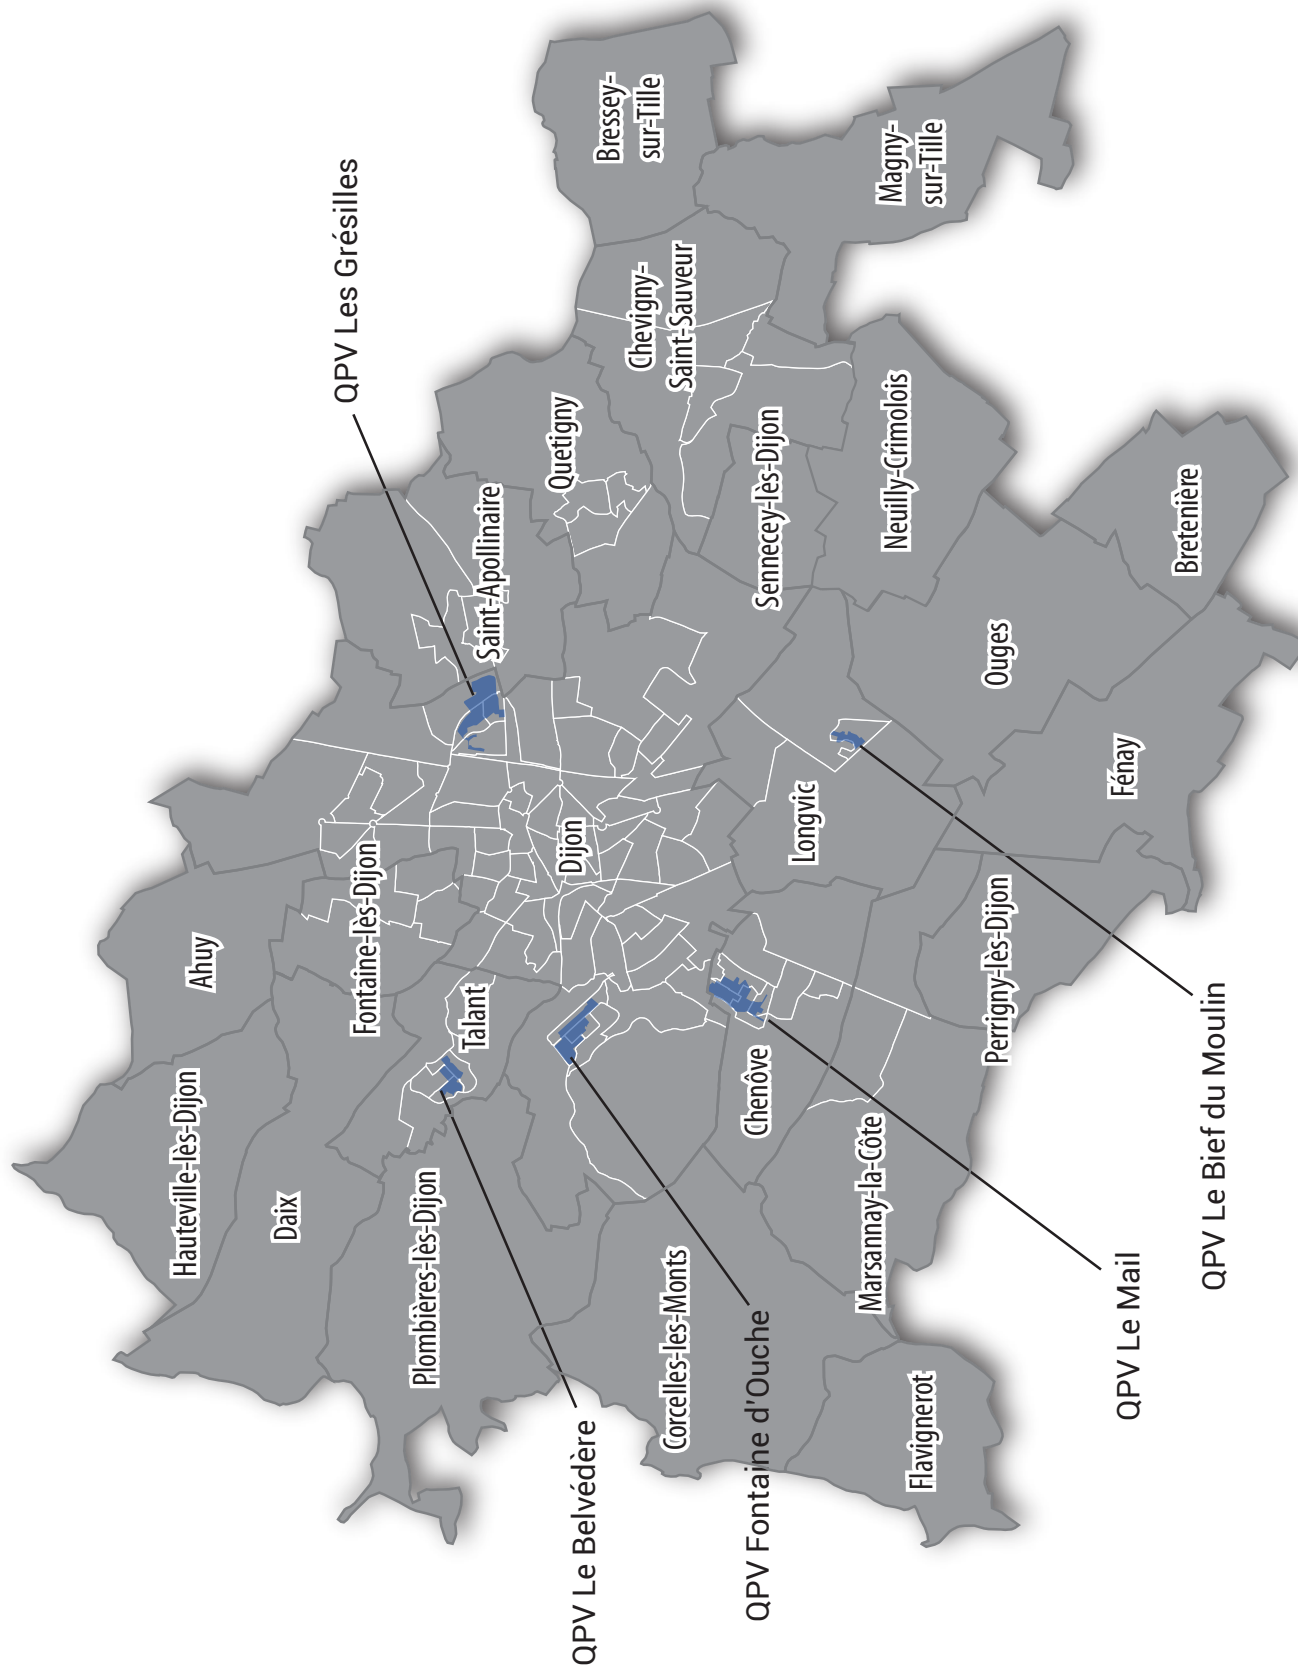 QPV Les Grésilles
Bressey-
sur-Tille
Magny-
sur-Tille
Chevigny-
Saint-Sauveur
Quetigny
Saint-Apollinaire
Sennecey-lès-Dijon
Neuilly-Crimolois
Bretenière
Ouges
Fénay
Longvic
Dijon
Fontaine-lès-Dijon
Ahuy
Talant
Hauteville-lès-Dijon
Daix
Plombières-lès-Dijon
Chenôve
Perrigny-lès-Dijon
Marsannay-la-Côte
Corcelles-les-Monts
Flavignerot
QPV Le Belvédère
QPV Fontaine d'Ouche
QPV Le Mail
QPV Le Bief du Moulin